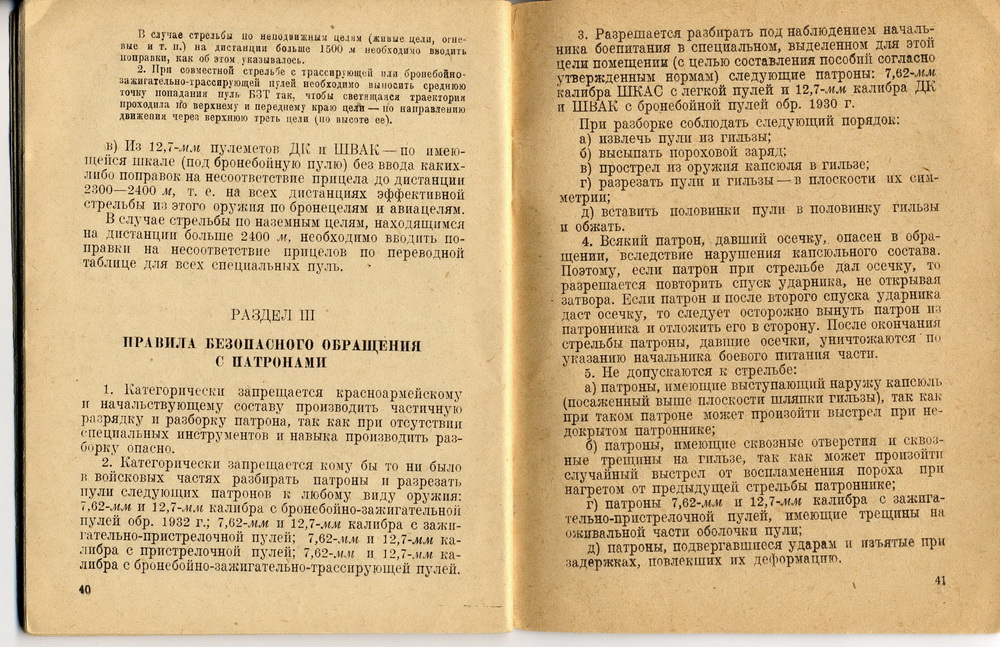 В случае стрельбы по неподвижным целям (живые цели, огне-
вые и т. п.) на дистанции больше 1500 м необходимо вводить
поправки, как об этом указывалось.
2. При совместной стрельбе с трассирующей или бронебойно-
зажигательно-трассирующей пулей необходимо выносить среднюю
точку попадания пуль БЗТ так, чтобы светящаяся траектория
проходила по верхнему и переднему краю цели — по направлению
движения через верхнюю треть цели (по высоте ее).
в) Из 12,7-мм пулеметов ДК и ШВАК — по имею-
щейся шкале (под бронебойную пулю) без ввода каких-
либо поправок на несоответствие прицела до дистанции
2300—2400 м, т. е. на всех дистанциях эффективной
стрельбы из этого оружия по бронецелям и авиацелям.
В случае стрельбы по наземным целям, находящимся
на дистанции больше 2400 м, необходимо вводить по-
правки на несоответствие прицелов по переводной
таблице для всех специальных пуль.
РАЗДЕЛ III
ПРАВИЛА БЕЗОПАСНОГО ОБРАЩЕНИЯ
С ПАТРОНАМИ
1. Категорически запрещается красноармейскому
и начальствующему составу производить частичную
разрядку и разборку патрона, так как при отсутствии
специальных инструментов и навыка производить раз-
борку опасно.
2. Категорически запрещается кому бы то ни было
в войсковых частях разбирать патроны и разрезать
пули следующих патронов к любому виду оружия:
7,62-мм и 12,7-мм калибра с бронебойно-зажигательной
пулей обр. 1932 г.; 7,62-мм и 12,7-мм калибра с зажи-
гательно-пристрелочной пулей; 7,62-мм и 12,7-мм ка-
либра с пристрелочной пулей; 7,62-мм и 12,7-мм ка-
либра с бронебойно-зажигательно-трассирующей пулей.
40
3. Разрешается разбирать под наблюдением началь-
ника боепитания в специальном, выделенном для этой
цели помещении (с целью составления пособий согласно
утвержденным нормам) следующие патроны: 7,62-мм
калибра ШКАС с легкой пулей и 12,7-мм калибра ДК
и ШВАК с бронебойной пулей обр. 1930 г.
При разборке соблюдать следующий порядок:
а) извлечь пули из гильзы;
б) высыпать пороховой заряд;
в) прострел из оружия капсюля в гильзе;
г) разрезать пули и гильзы — в плоскости их сим-
метрии;
д) вставить половинки пули в половинку гильзы
и обжать.
4. Всякий патрон, давший осечку, опасен в обра-
щении, вследствие нарушения капсюльного состава.
Поэтому, если патрон при стрельбе дал осечку, то
разрешается повторить спуск ударника, не открывая
затвора. Если патрон и после второго спуска ударника
даст осечку, то следует осторожно вынуть патрон из
патронника и отложить его в сторону. После окончания
стрельбы патроны, давшие осечки, уничтожаются по
указанию начальника боевого питания части.
5. Не допускаются к стрельбе:
а) патроны, имеющие выступающий наружу капсюль
(посаженный выше плоскости шляпки гильзы), так как
при таком патроне может произойти выстрел при не-
докрытом патроннике;
б) патроны, имеющие сквозные отверстия и сквоз-
ные трещины на гильзе, так как может произойти
случайный выстрел от воспламенения пороха при
нагретом от предыдущей стрельбы патроннике;
г) патроны 7,62-мм и 12,7-мм калибра с зажига-
тельно-пристрелочной пулей, имеющие трещины на
оживальной части оболочки пули;
д) патроны, подвергавшиеся ударам и изъятые при
задержках, повлекших их деформацию.
41